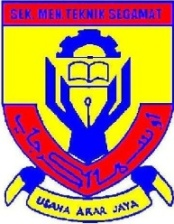 SEK. MEN TEKNIK SEGAMAT
USAHA AKAR JAYA